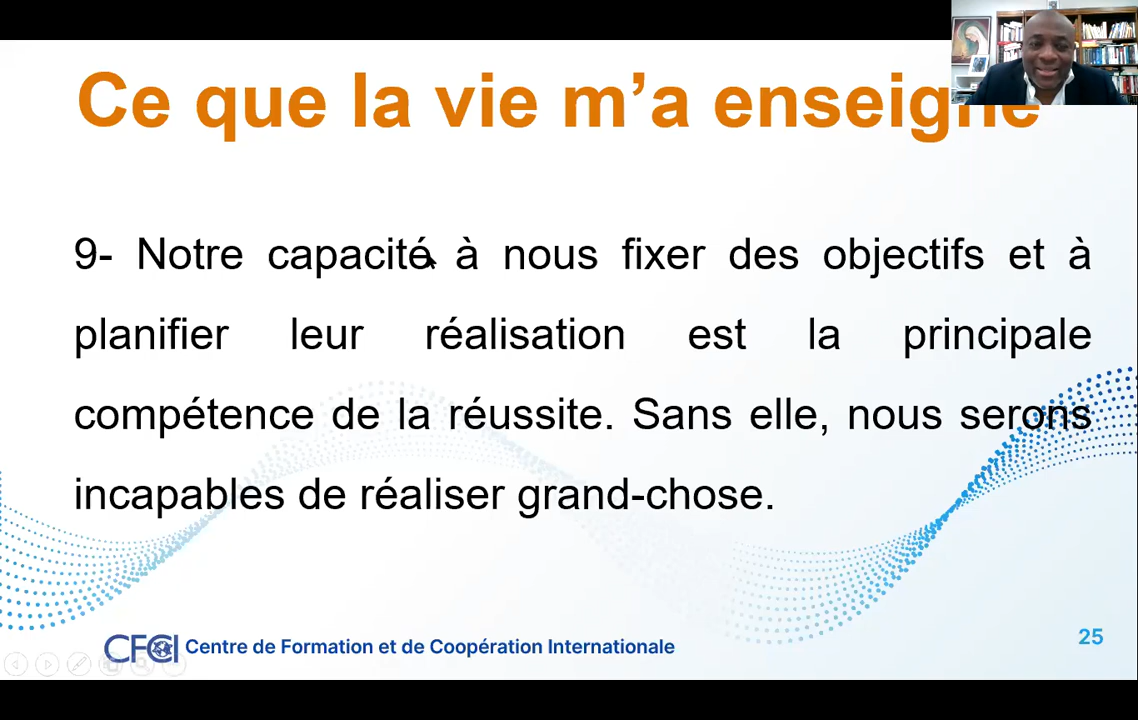 Ce que la vie m’a enseigne
9- Notre capacité à nous fixer des objectifs et à
planifier leur réalisation est la principale
compétence de la réussite. Sans elle, nous serons
incapables de réaliser grand-chose.
CFCI Centre de Formation et de Coopération Internationale
25